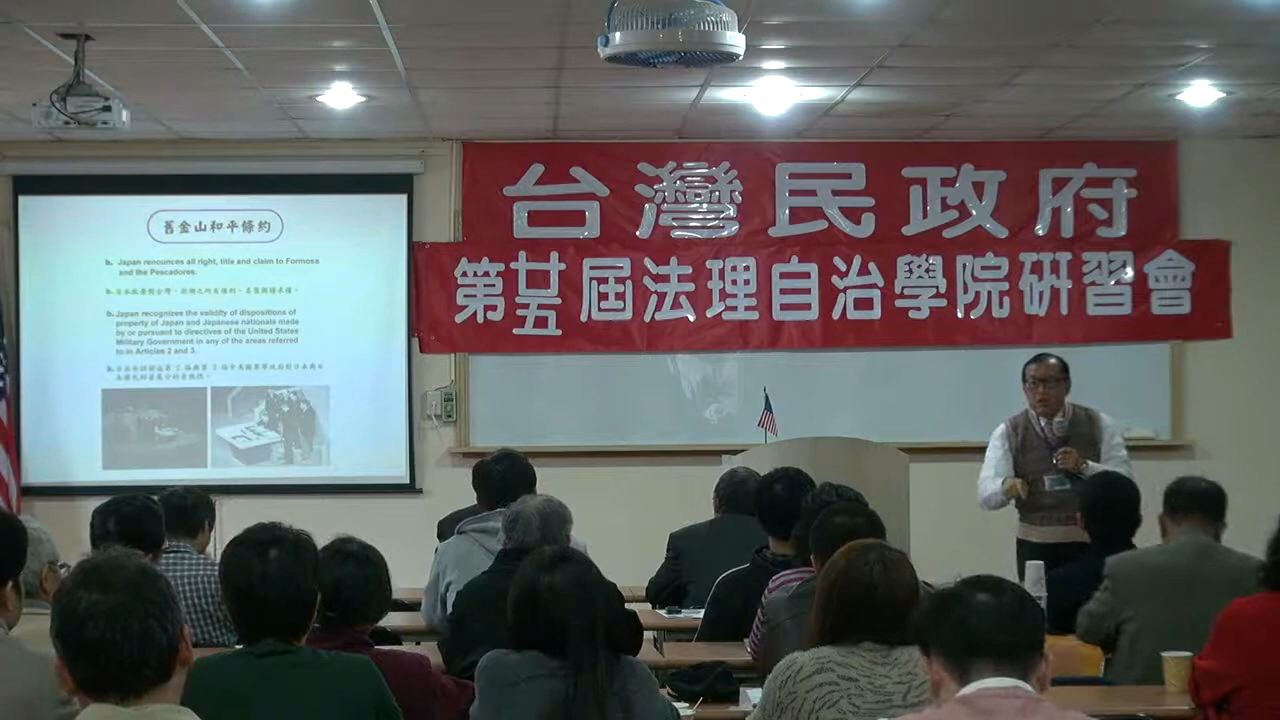 台灣民政府
第廿五屆法理自治學院研習會
舊金山和平條約
b. Japan renounces all right, title and claim to Formosa
and the Pescadores.
b. Japan recognizes the validity of dispositions of
property of Japan and Japanese nationals made
by or pursuant to directives of the United States
Military Government in any of the areas referred
to in Articles 2 and 3.